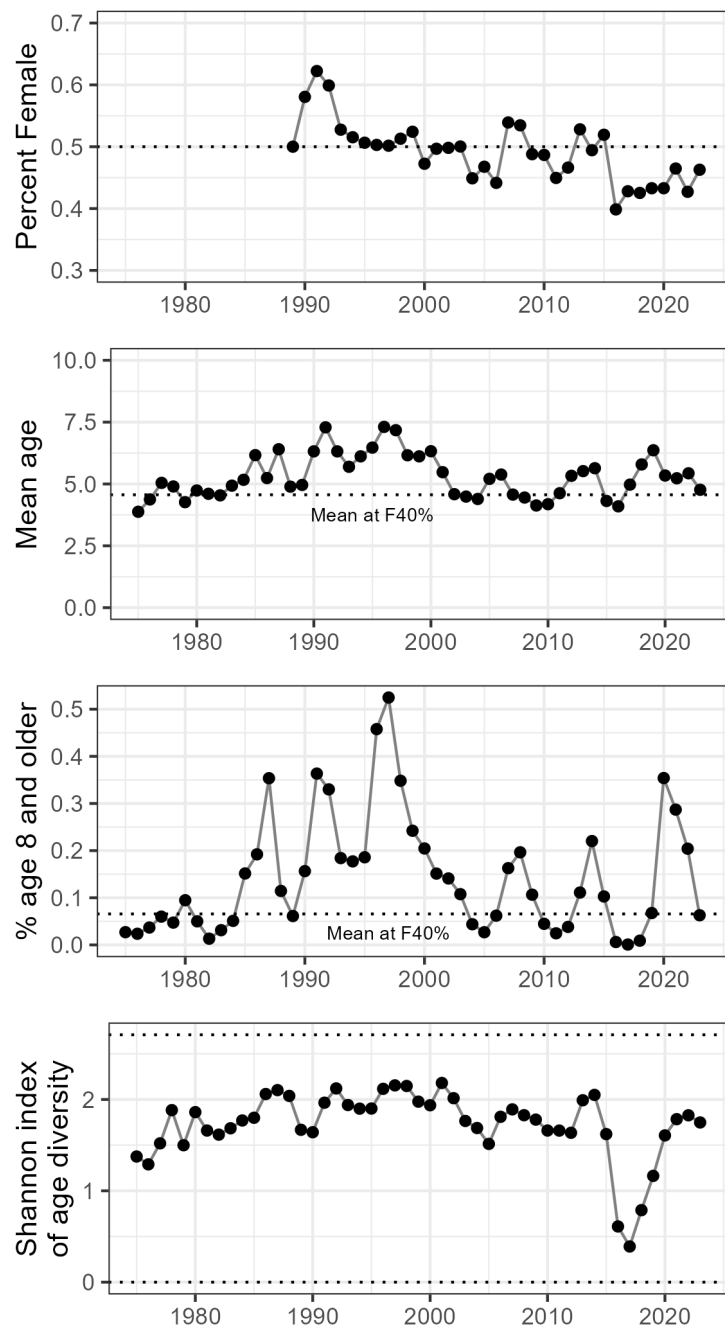 Percent Female
0.7
0.6
0.5
0.4
0.3
1980 1990 2000 2010 2020
Mean age
10.0
7.5
5.0
2.5
0.0
Mean at F40%
1980 1990 2000 2010 2020
% age 8 and older
0.5
0.4
0.3
0.2
0.1
0.0
Mean at F40%
1980 1990 2000 2010 2020
Shannon index
of age diversity
2
1
0
1980 1990 2000 2010 2020